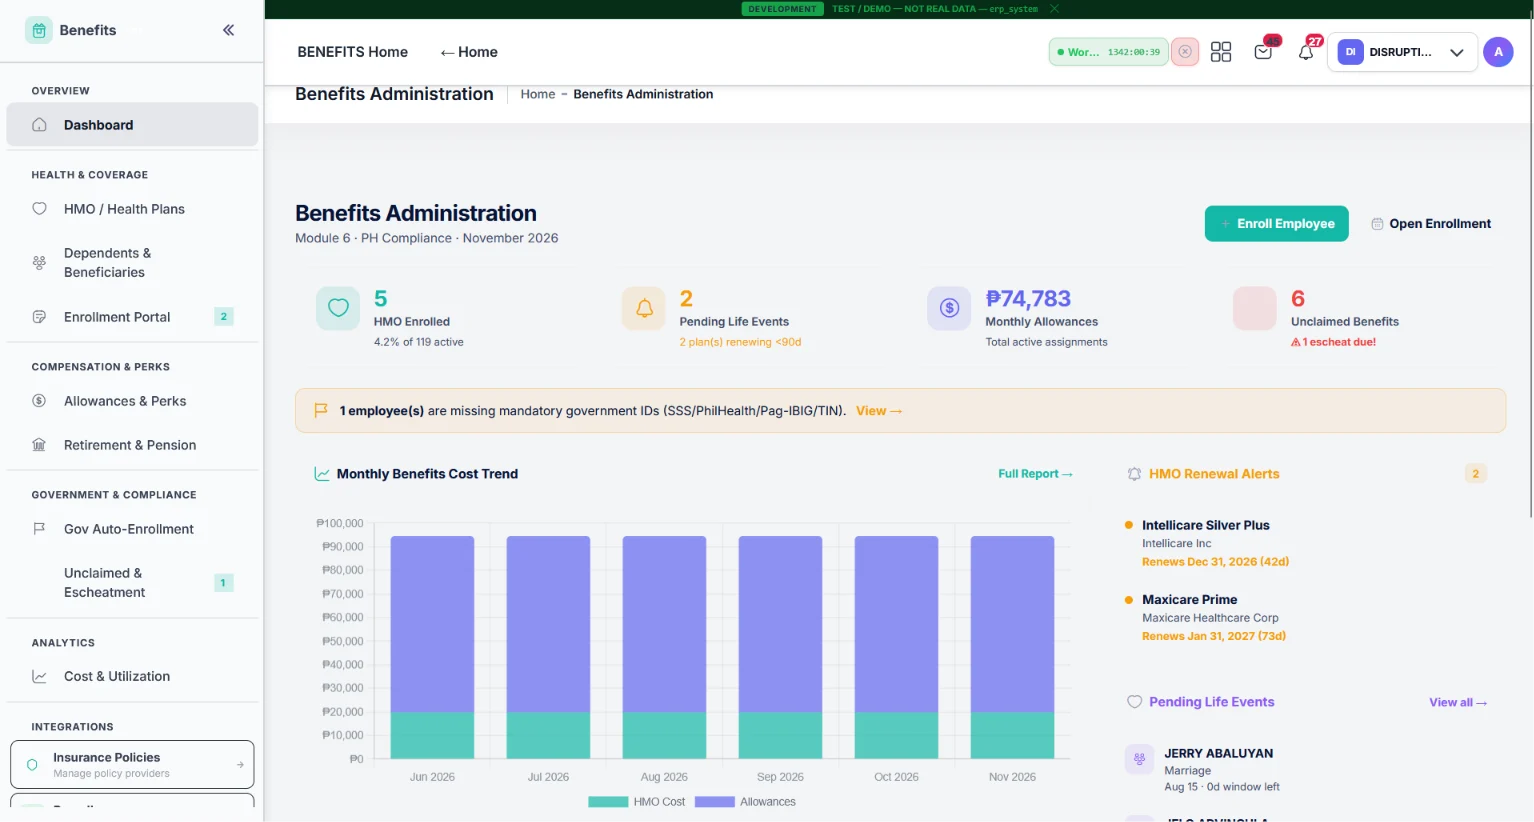 DEVELOPMENT TEST / DEMO — NOT REAL DATA — erp_system
Benefits
BENEFITS Home ← Home
Wor... 1342:00:39
45
27
DI DISRUPTI...
A
OVERVIEW
Dashboard
HEALTH & COVERAGE
HMO / Health Plans
Dependents &
Beneficiaries
Enrollment Portal 2
COMPENSATION & PERKS
Allowances & Perks
Retirement & Pension
GOVERNMENT & COMPLIANCE
Gov Auto-Enrollment
Unclaimed &
Escheatment
1
ANALYTICS
Cost & Utilization
INTEGRATIONS
Insurance Policies
Manage policy providers
→
Benefits Administration Home – Benefits Administration
Benefits Administration
Module 6 · PH Compliance · November 2026
+ Enroll Employee
Open Enrollment
5
HMO Enrolled
4.2% of 119 active
2
Pending Life Events
2 plan(s) renewing <90d
₱74,783
Monthly Allowances
Total active assignments
6
Unclaimed Benefits
⚠ 1 escheat due!
1 employee(s) are missing mandatory government IDs (SSS/PhilHealth/Pag-IBIG/TIN). View →
Monthly Benefits Cost Trend Full Report →
₱100,000
₱90,000
₱80,000
₱70,000
₱60,000
₱50,000
₱40,000
₱30,000
₱20,000
₱10,000
₱0
Jun 2026 Jul 2026 Aug 2026 Sep 2026 Oct 2026 Nov 2026
HMO Cost Allowances
HMO Renewal Alerts 2
Intellicare Silver Plus
Intellicare Inc
Renews Dec 31, 2026 (42d)
Maxicare Prime
Maxicare Healthcare Corp
Renews Jan 31, 2027 (73d)
Pending Life Events View all →
JERRY ABALUYAN
Marriage
Aug 15 · 0d window left